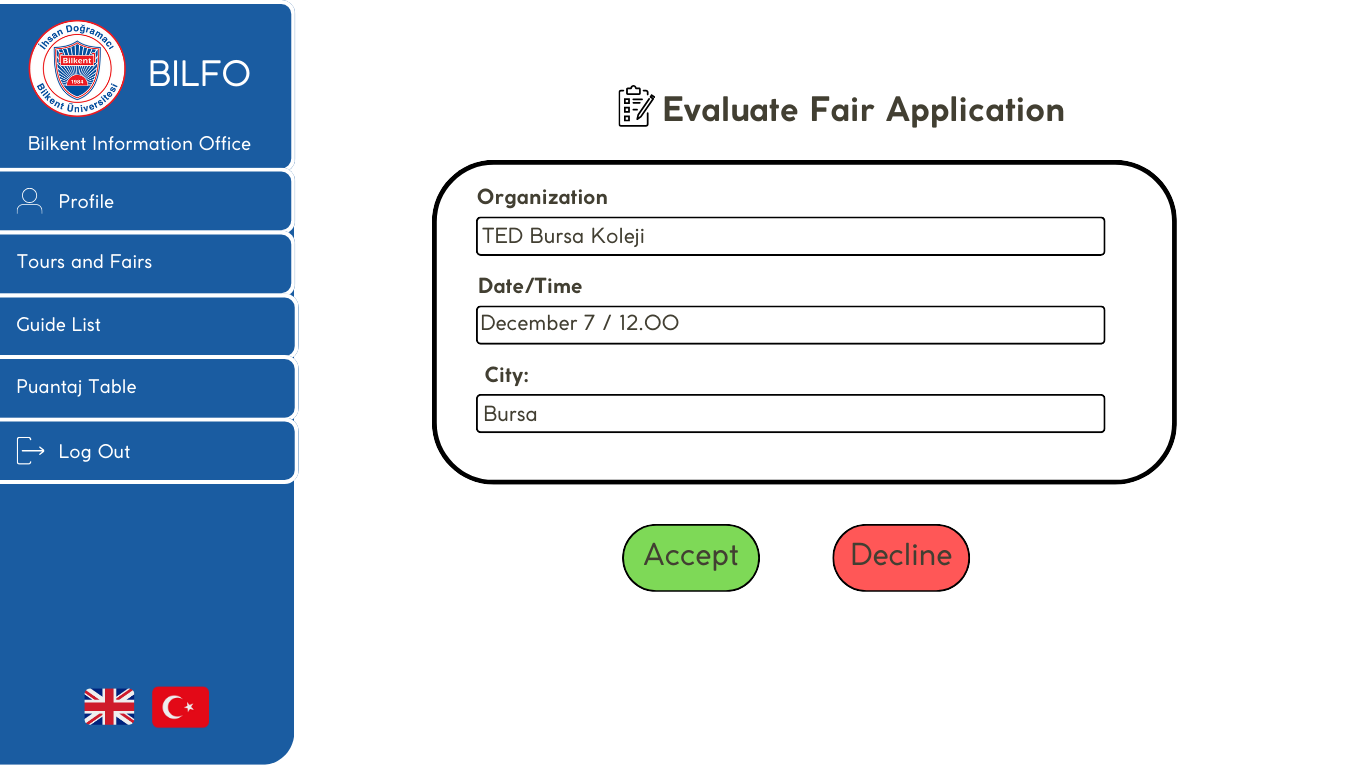 İhsan Doğramacı
Bilkent
1984
Bilkent Üniversitesi
BILFO
Bilkent Information Office
Profile
Tours and Fairs
Guide List
Puantaj Table
Log Out
Evaluate Fair Application
Organization
TED Bursa Koleji
Date/Time
December 7 / 12.00
City:
Bursa
Accept
Decline